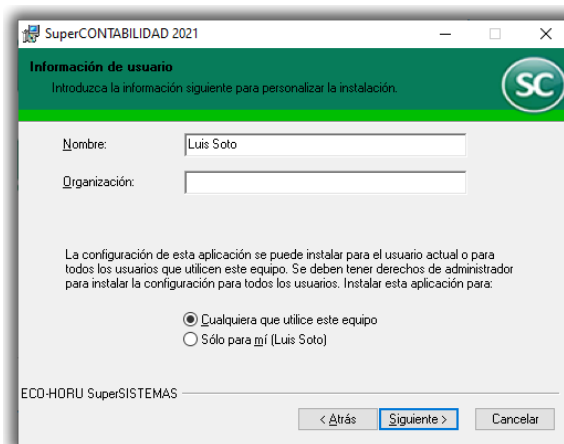 SuperCONTABILIDAD 2021
Información de usuario
Introduzca la información siguiente para personalizar la instalación.
SC
Nombre:
Luis Soto
Organización:
La configuración de esta aplicación se puede instalar para el usuario actual o para
todos los usuarios que utilicen este equipo. Se deben tener derechos de administrador
para instalar la configuración para todos los usuarios. Instalar esta aplicación para:
Cualquiera que utilice este equipo
Sólo para mí (Luis Soto)
ECO-HORU SuperSISTEMAS
< Atrás
Siguiente >
Cancelar